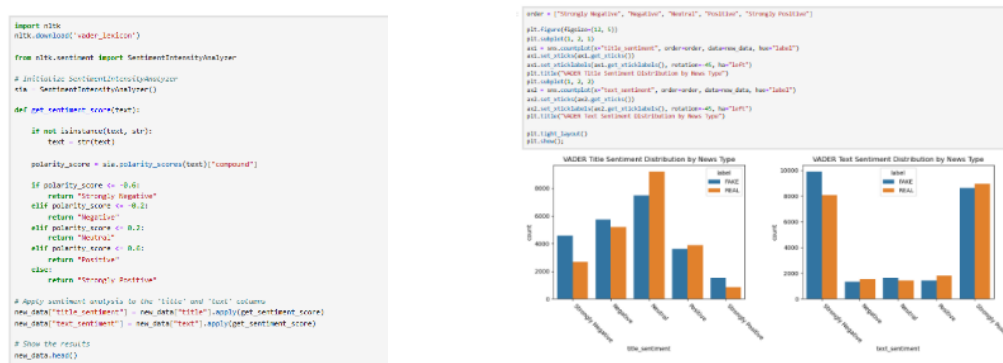 import nltk
nltk.download('vader_lexicon')
from nltk.sentiment import SentimentIntensityAnalyzer
# Initialize SentimentIntensityAnalyzer
sia = SentimentIntensityAnalyzer()
def get_sentiment_score(text):
if not isinstance(text, str):
text = str(text)
polarity_score = sia.polarity_scores(text)["compound"]
if polarity_score <= -0.6:
return "Strongly Negative"
elif polarity_score <= -0.2:
return "Negative"
elif polarity_score <= 0.2:
return "Neutral"
elif polarity_score <= 0.6:
return "Positive"
else:
return "Strongly Positive"
# Apply sentiment analysis to the 'title' and 'text' columns
new_data["title_sentiment"] = new_data["title"].apply(get_sentiment_score)
new_data["text_sentiment"] = new_data["text"].apply(get_sentiment_score)
# Show the results
new_data.head()
order = ["Strongly Negative", "Negative", "Neutral", "Positive", "Strongly Positive"]
plt.figure(figsize=(12, 5))
plt.subplot(1, 2, 1)
ax1 = sns.countplot(x="title_sentiment", order=order, data=new_data, hue="label")
ax1.set_xticks(ax1.get_xticks())
ax1.set_xticklabels(ax1.get_xticklabels(), rotation=-45, ha="left")
plt.title("VADER Title Sentiment Distribution by News Type")
plt.subplot(1, 2, 2)
ax2 = sns.countplot(x="text_sentiment", order=order, data=new_data, hue="label")
ax2.set_xticks(ax2.get_xticks())
ax2.set_xticklabels(ax2.get_xticklabels(), rotation=-45, ha="left")
plt.title("VADER Text Sentiment Distribution by News Type")
plt.tight_layout()
plt.show();
VADER Title Sentiment Distribution by News Type
label
FAKE
REAL
8000
6000
4000
2000
0
count
Strongly Negative
Negative
Neutral
Positive
Strongly Positive
title_sentiment
VADER Text Sentiment Distribution by News Type
label
FAKE
REAL
10000
8000
6000
4000
2000
0
count
Strongly Negative
Negative
Neutral
Positive
Strongly Pos
text_sentiment